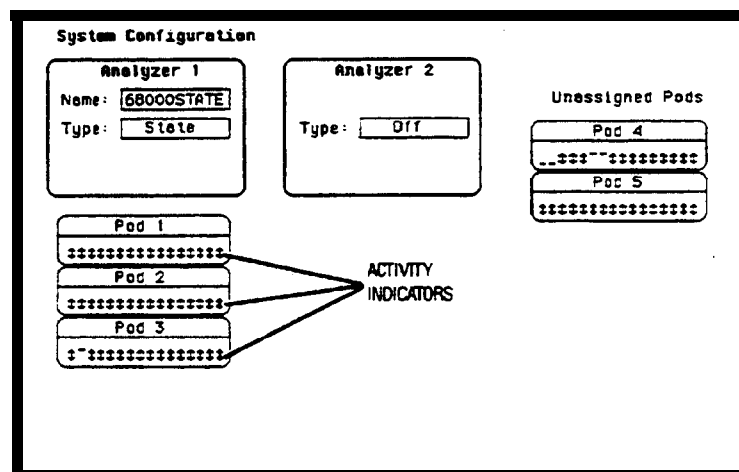 System Configuration
Analyzer 1
Name: 68000STATE
Type: State
Analyzer 2
Type: Off
Unassigned Pods
Pod 4
__↕↕↕‾‾↕↕↕↕↕↕↕↕↕
Pod 5
↕↕↕↕↕↕↕↕↕↕↕↕↕↕↕↕
Pod 1
↕↕↕↕↕↕↕↕↕↕↕↕↕↕↕↕
Pod 2
↕↕↕↕↕↕↕↕↕↕↕↕↕↕↕↕
Pod 3
↕‾↕↕↕↕↕↕↕↕↕↕↕↕↕↕
ACTIVITY
INDICATORS